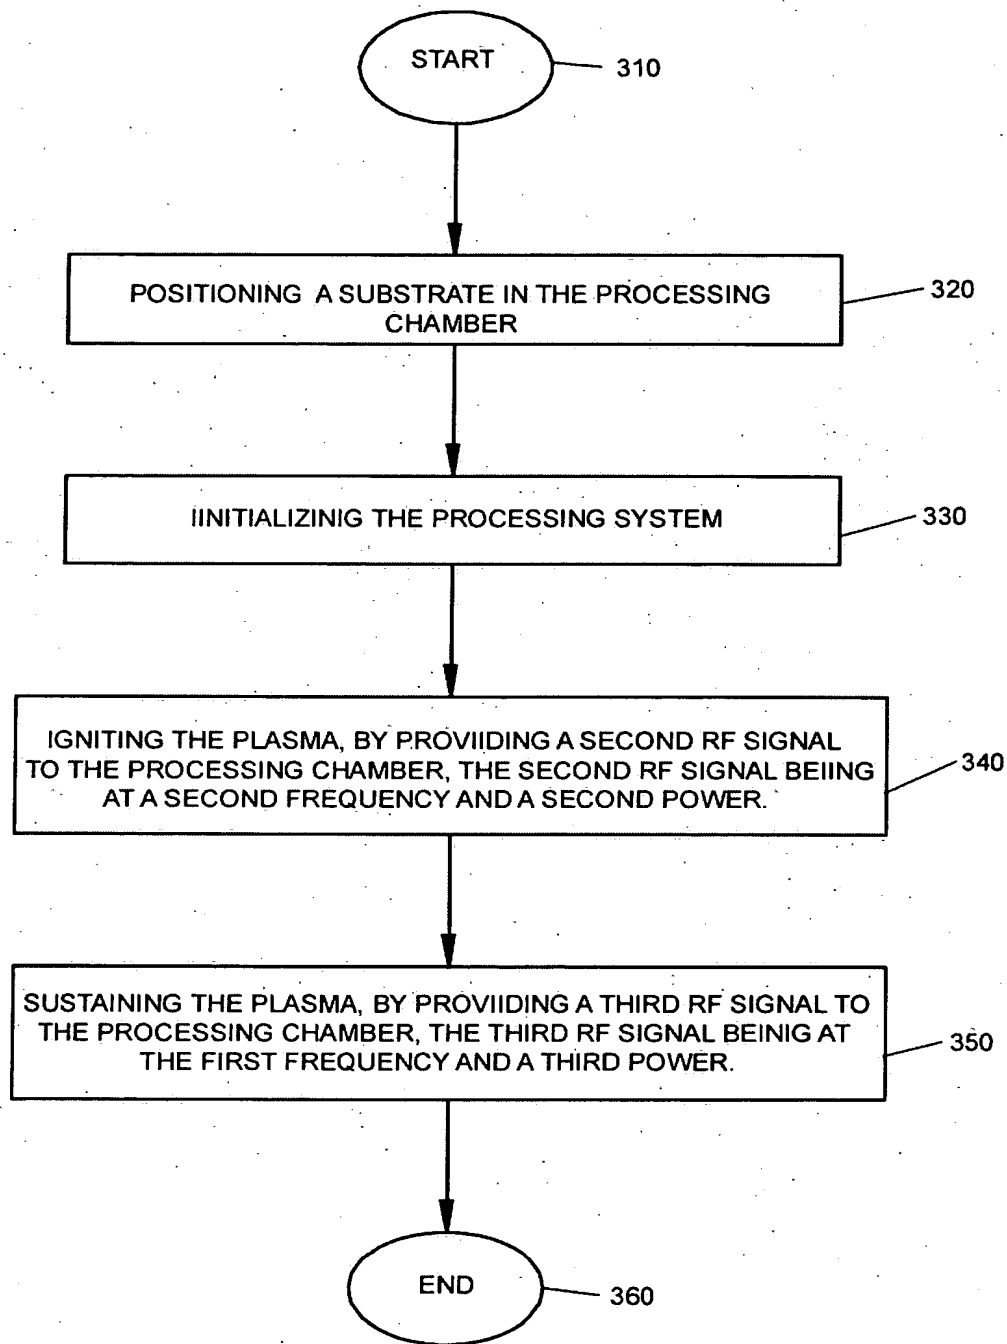 START
310
POSITIONING A SUBSTRATE IN THE PROCESSING
CHAMBER
320
IINITIALIZINIG THE PROCESSING SYSTEM
330
IGNITING THE PLASMA, BY PROVIIDING A SECOND RF SIGNAL
TO THE PROCESSING CHAMBER, THE SECOND RF SIGNAL BEIING
AT A SECOND FREQUENCY AND A SECOND POWER.
340
SUSTAINING THE PLASMA, BY PROVIIDING A THIRD RF SIGNAL TO
THE PROCESSING CHAMBER, THE THIRD RF SIGNAL BEINIG AT
THE FIRST FREQUENCY AND A THIRD POWER.
350
END
360